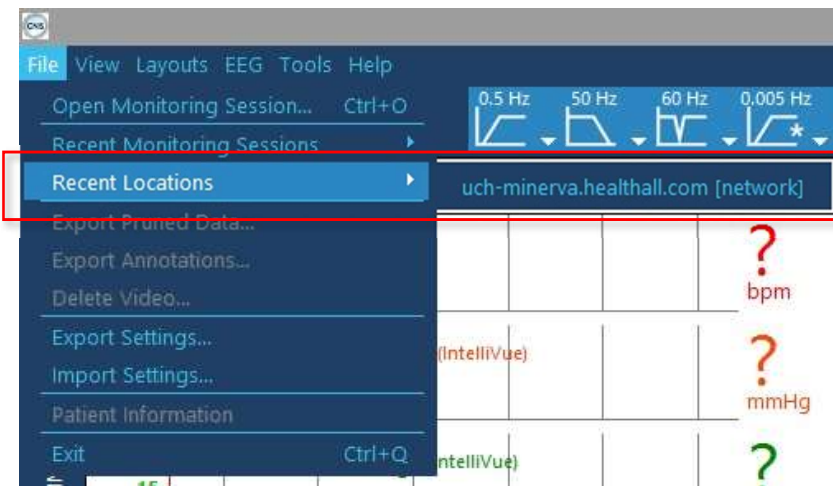 CNS
File View Layouts EEG Tools Help
Open Monitoring Session... Ctrl+O
0.5 Hz 50 Hz 60 Hz 0.005 Hz
*
Recent Monitoring Sessions
Recent Locations
uch-minerva.healthall.com [network]
Export Pruned Data...
Export Annotations...
Delete Video...
?
bpm
Export Settings...
Import Settings...
(IntelliVue)
?
mmHg
Patient Information
Exit Ctrl+Q
ntelliVue)
?
15